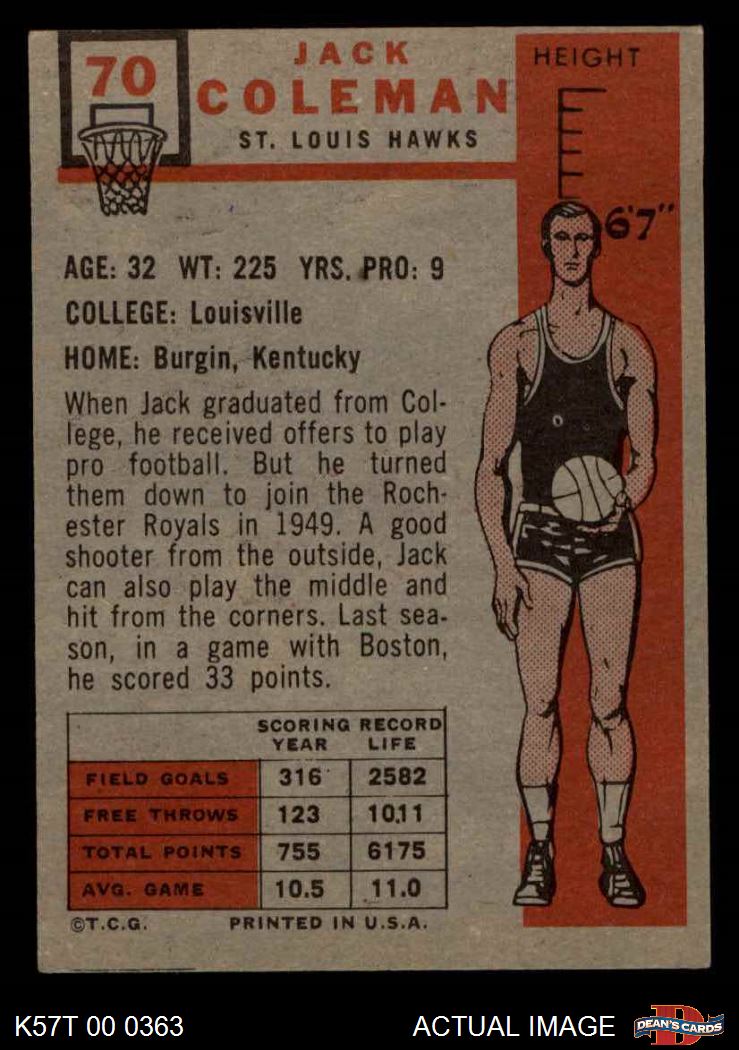 70
JACK
COLEMAN
ST. LOUIS HAWKS
HEIGHT
6'7"
AGE: 32 WT: 225 YRS. PRO: 9
COLLEGE: Louisville
HOME: Burgin, Kentucky
When Jack graduated from Col-
lege, he received offers to play
pro football. But he turned
them down to join the Roch-
ester Royals in 1949. A good
shooter from the outside, Jack
can also play the middle and
hit from the corners. Last sea-
son, in a game with Boston,
he scored 33 points.
SCORING RECORD
YEAR LIFE
FIELD GOALS 316 2582
FREE THROWS 123 1011
TOTAL POINTS 755 6175
AVG. GAME 10.5 11.0
©T.C.G. PRINTED IN U.S.A.
K57T 00 0363 ACTUAL IMAGE D DEAN'S CARDS